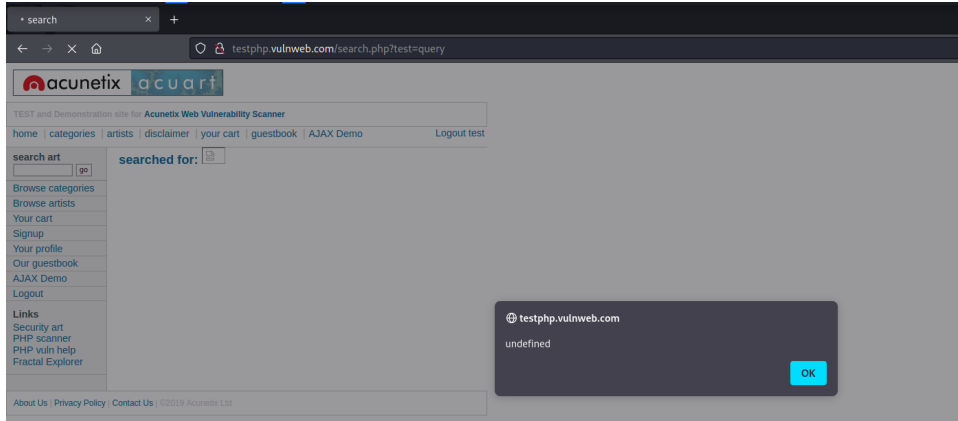 search
testphp.vulnweb.com/search.php?test=query
acunetix acuart
TEST and Demonstration site for Acunetix Web Vulnerability Scanner
home | categories | artists | disclaimer | your cart | guestbook | AJAX Demo Logout test
search art
go
searched for:
Browse categories
Browse artists
Your cart
Signup
Your profile
Our guestbook
AJAX Demo
Logout
Links
Security art
PHP scanner
PHP vuln help
Fractal Explorer
testphp.vulnweb.com
undefined
OK
About Us | Privacy Policy | Contact Us | ©2019 Acunetix Ltd